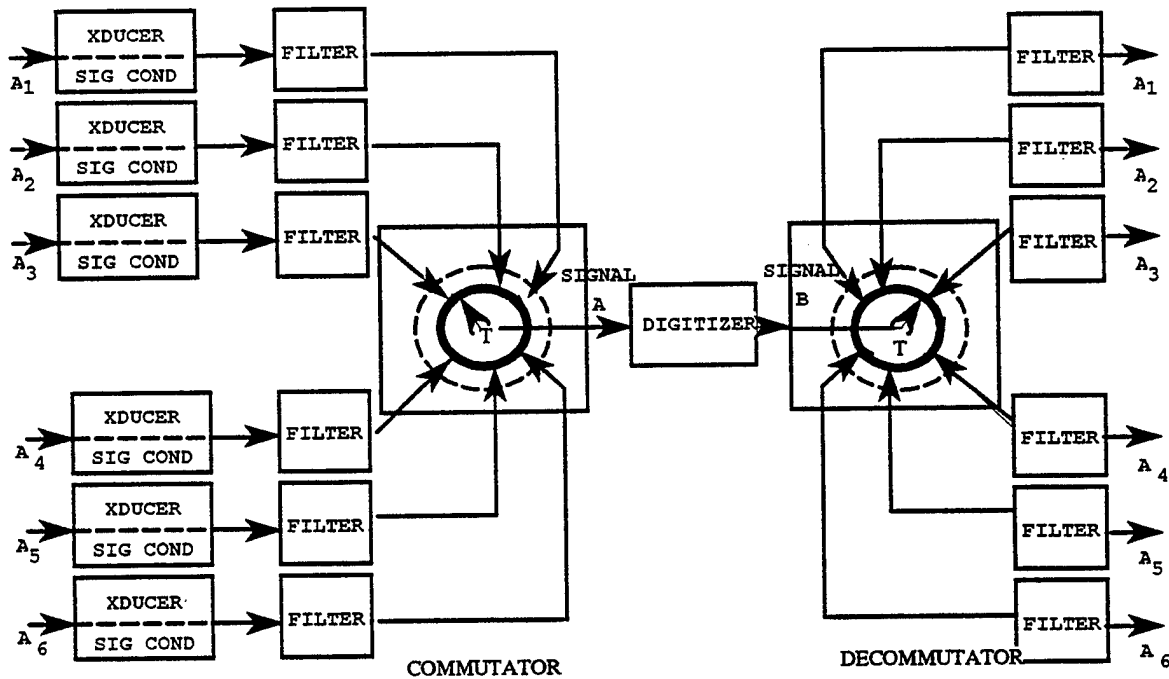 XDUCER
SIG COND
A1
FILTER
FILTER
A1
XDUCER
SIG COND
A2
FILTER
FILTER
A2
XDUCER
SIG COND
A3
FILTER
FILTER
A3
SIGNAL
A
T
DIGITIZER
SIGNAL
B
T
XDUCER
SIG COND
A4
FILTER
FILTER
A4
XDUCER
SIG COND
A5
FILTER
FILTER
A5
XDUCER
SIG COND
A6
FILTER
FILTER
A6
COMMUTATOR
DECOMMUTATOR